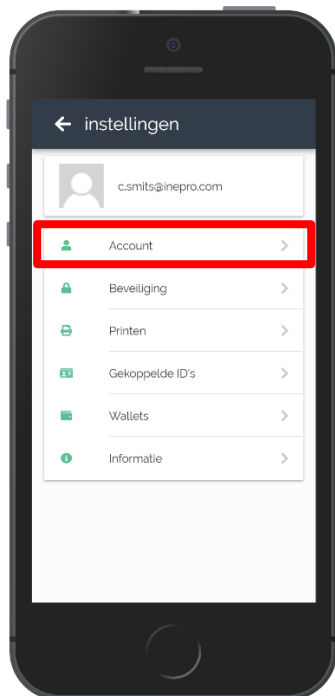 instellingen
c.smits@inepro.com
Account
Beveiliging
Printen
Gekoppelde ID's
Wallets
Informatie